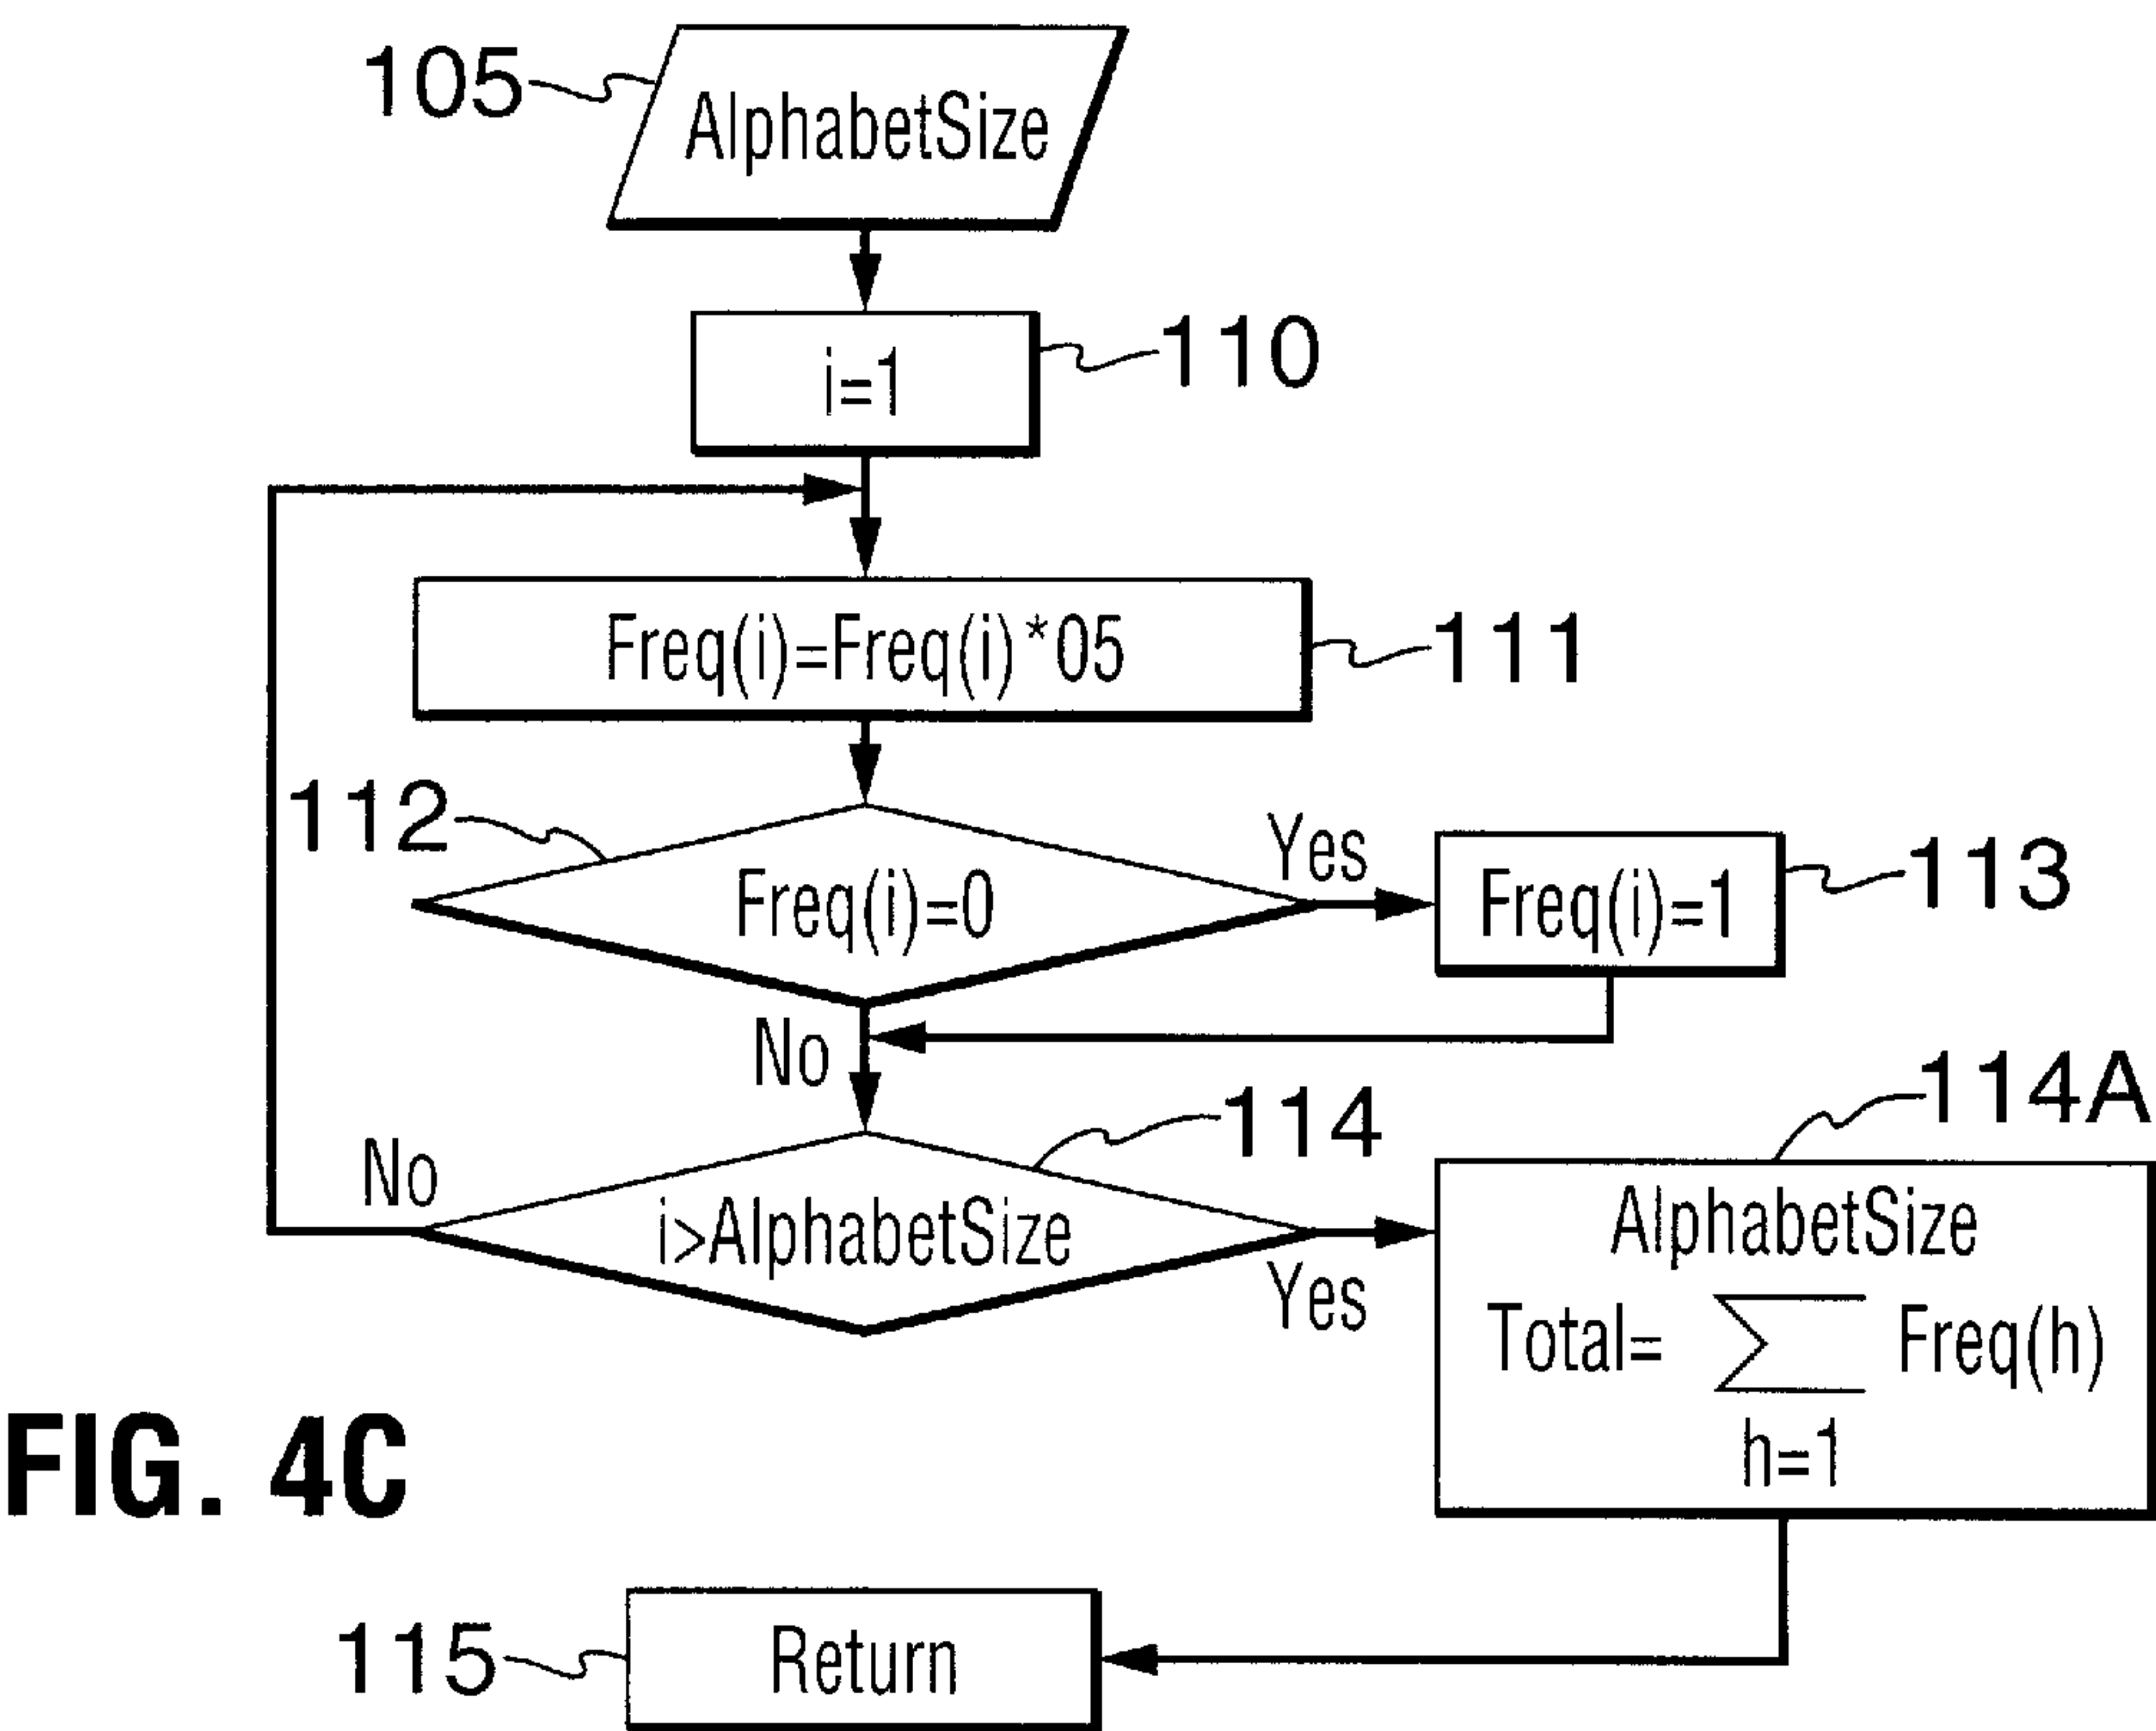 105
AlphabetSize
i=1
110
Freq(i)=Freq(i)*05
111
112
Freq(i)=0
Yes
Freq(i)=1
113
No
114
114A
No
i>AlphabetSize
Yes
AlphabetSize
Total= ∑ Freq(h)
h=1
FIG. 4C
115
Return